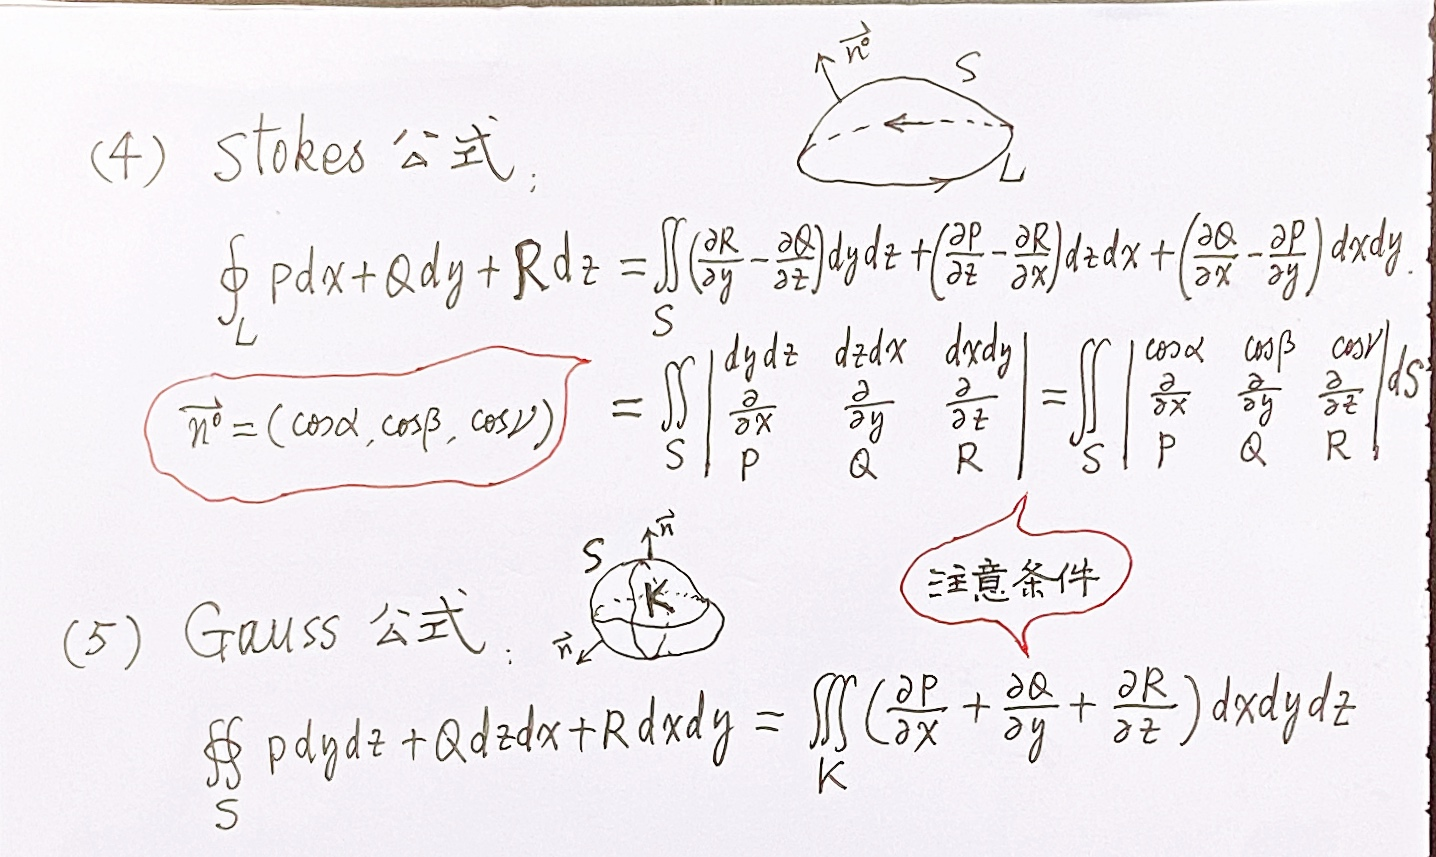 n⁰ S
(4) Stokes 公式: L
∮_L Pdx+Qdy+Rdz = ∬_S (∂R/∂y - ∂Q/∂z)dydz + (∂P/∂z - ∂R/∂x)dzdx + (∂Q/∂x - ∂P/∂y)dxdy.
n⃗⁰ = (cosα, cosβ, cosγ) = ∬_S |dydz dzdx dxdy; ∂/∂x ∂/∂y ∂/∂z; P Q R| = ∬_S |cosα cosβ cosγ; ∂/∂x ∂/∂y ∂/∂z; P Q R| dS
注意条件
S n⃗ K n⃗
(5) Gauss 公式:
∯_S Pdydz+Qdzdx+Rdxdy = ∭_K (∂P/∂x + ∂Q/∂y + ∂R/∂z) dxdydz